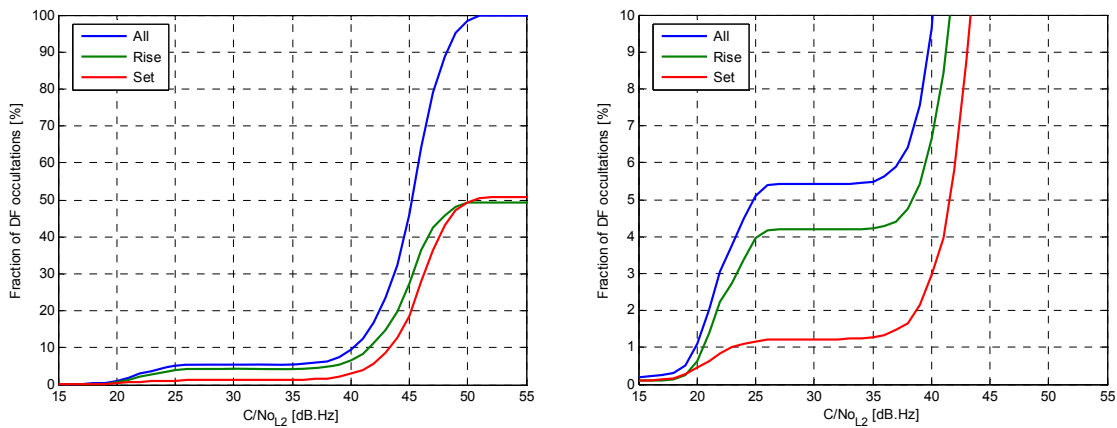 All
Rise
Set
Fraction of DF occultations [%]
100
90
80
70
60
50
40
30
20
10
0
15 20 25 30 35 40 45 50 55
C/No_L2 [dB.Hz]
All
Rise
Set
Fraction of DF occultations [%]
10
9
8
7
6
5
4
3
2
1
0
15 20 25 30 35 40 45 50 55
C/No_L2 [dB.Hz]